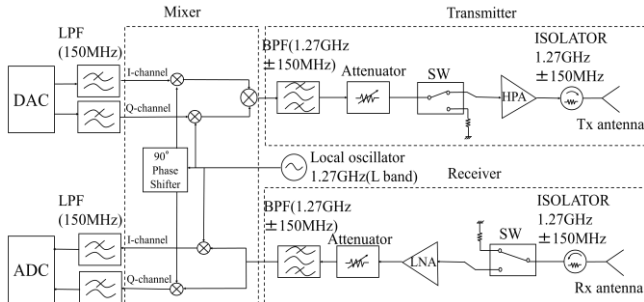 Mixer
Transmitter
LPF
(150MHz)
I-channel
Q-channel
DAC
BPF(1.27GHz
±150MHz)
Attenuator
SW
HPA
ISOLATOR
1.27GHz
±150MHz
Tx antenna
90°
Phase
Shifter
Local oscillator
1.27GHz(L band)
Receiver
LPF
(150MHz)
I-channel
Q-channel
ADC
BPF(1.27GHz
±150MHz)
Attenuator
LNA
SW
ISOLATOR
1.27GHz
±150MHz
Rx antenna